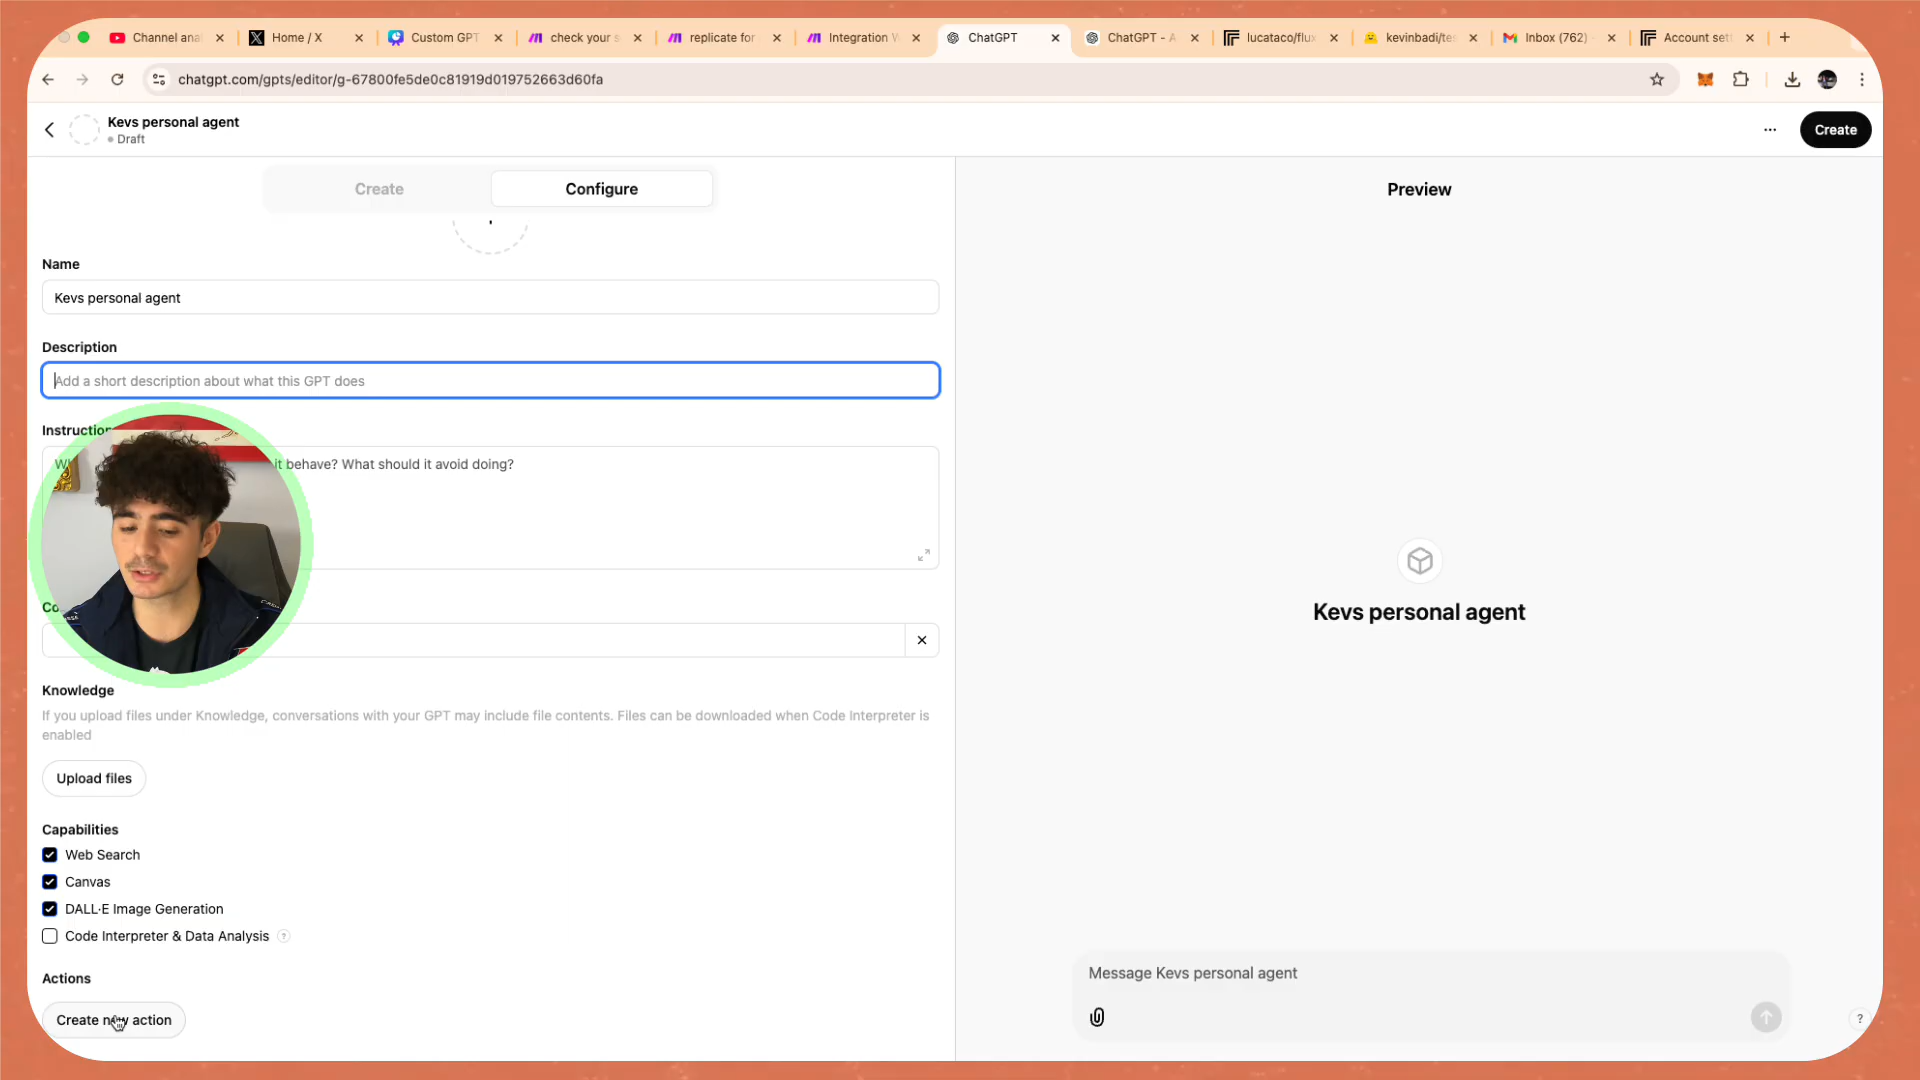 Channel ana
Home / X
Custom GPT
check your s
replicate for
Integration W
ChatGPT
ChatGPT - A
lucataco/flux
kevinbadi/tes
Inbox (762)
Account sett
chatgpt.com/gpts/editor/g-67800fe5de0c81919d019752663d60fa
Kevs personal agent
Draft
Create
Create
Configure
Preview
Name
Kevs personal agent
Description
Add a short description about what this GPT does
Instruction
it behave? What should it avoid doing?
Co
Kevs personal agent
Knowledge
If you upload files under Knowledge, conversations with your GPT may include file contents. Files can be downloaded when Code Interpreter is
enabled
Upload files
Capabilities
Web Search
Canvas
DALL·E Image Generation
Code Interpreter & Data Analysis ?
Actions
Create new action
Message Kevs personal agent
?